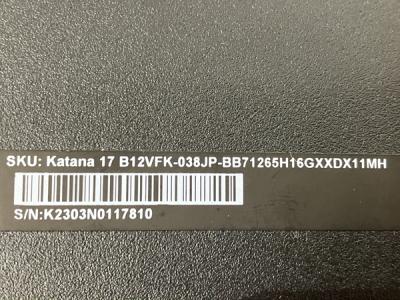 SKU: Katana 17 B12VFK-038JP-BB71265H16GXXDX11MH
S/N:K2303N0117810